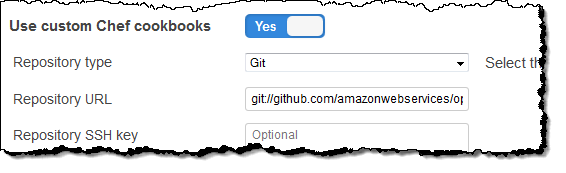 Use custom Chef cookbooks Yes
Repository type Git Select th
Repository URL git://github.com/amazonwebservices/op
Repository SSH key Optional